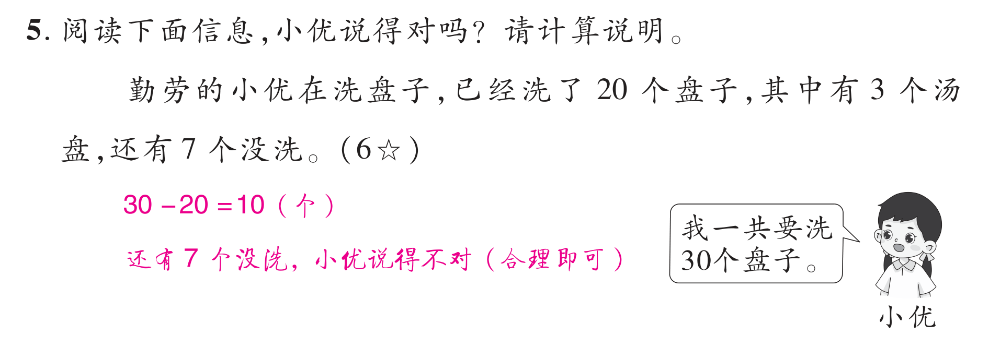 5. 阅读下面信息,小优说得对吗? 请计算说明。
勤劳的小优在洗盘子,已经洗了 20 个盘子,其中有 3 个汤
盘,还有 7 个没洗。(6☆)
30 -20 =10 (个)
还有 7 个没洗, 小优说得不对 (合理即可)
我一共要洗
30个盘子。
小优